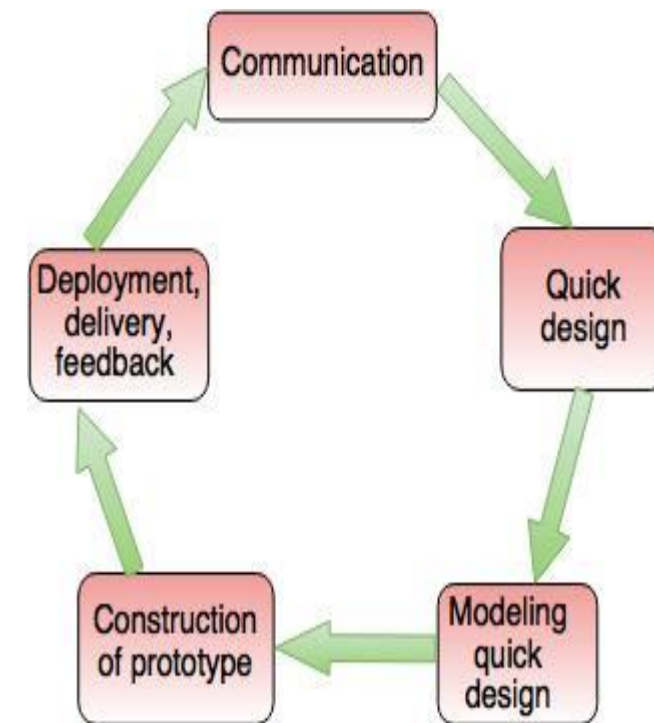 Communication
Quick
design
Modeling
quick
design
Construction
of prototype
Deployment,
delivery,
feedback